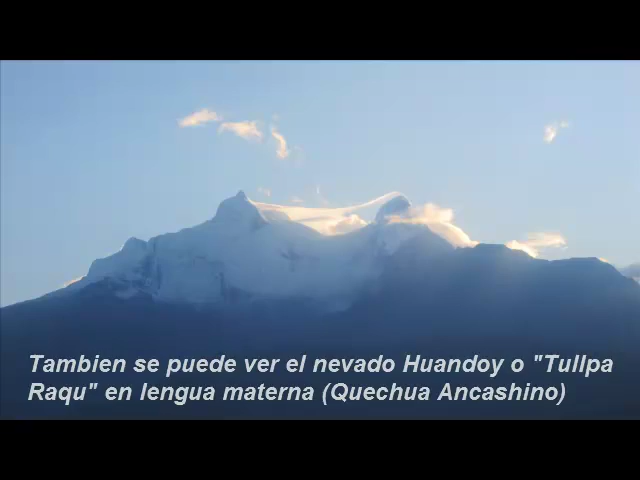 Tambien se puede ver el nevado Huandoy o "Tullpa
Raqu" en lengua materna (Quechua Ancashino)